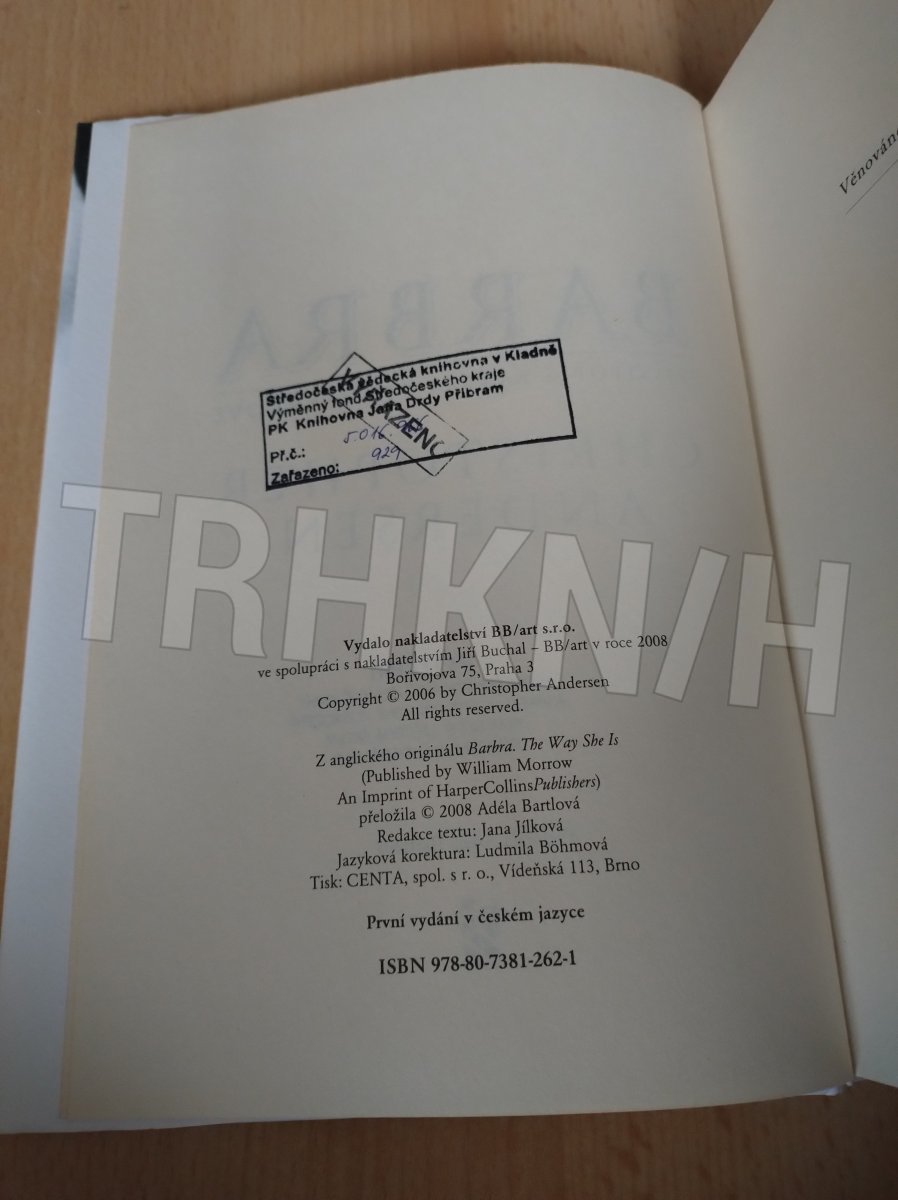 Věnováno
BARBRA
Středočeská vědecká knihovna v Kladně
Výměnný fond Středočeského kraje
PK Knihovna Jana Drdy Příbram
Př.č.:
Zařazeno: 929
TRHKNIH
Vydalo nakladatelství BB/art s.r.o.
ve spolupráci s nakladatelstvím Jiří Buchal – BB/art v roce 2008
Bořivojova 75, Praha 3
Copyright © 2006 by Christopher Andersen
All rights reserved.
Z anglického originálu Barbra. The Way She Is
(Published by William Morrow
An Imprint of HarperCollinsPublishers)
přeložila © 2008 Adéla Bartlová
Redakce textu: Jana Jílková
Jazyková korektura: Ludmila Böhmová
Tisk: CENTA, spol. s r. o., Vídeňská 113, Brno
První vydání v českém jazyce
ISBN 978-80-7381-262-1